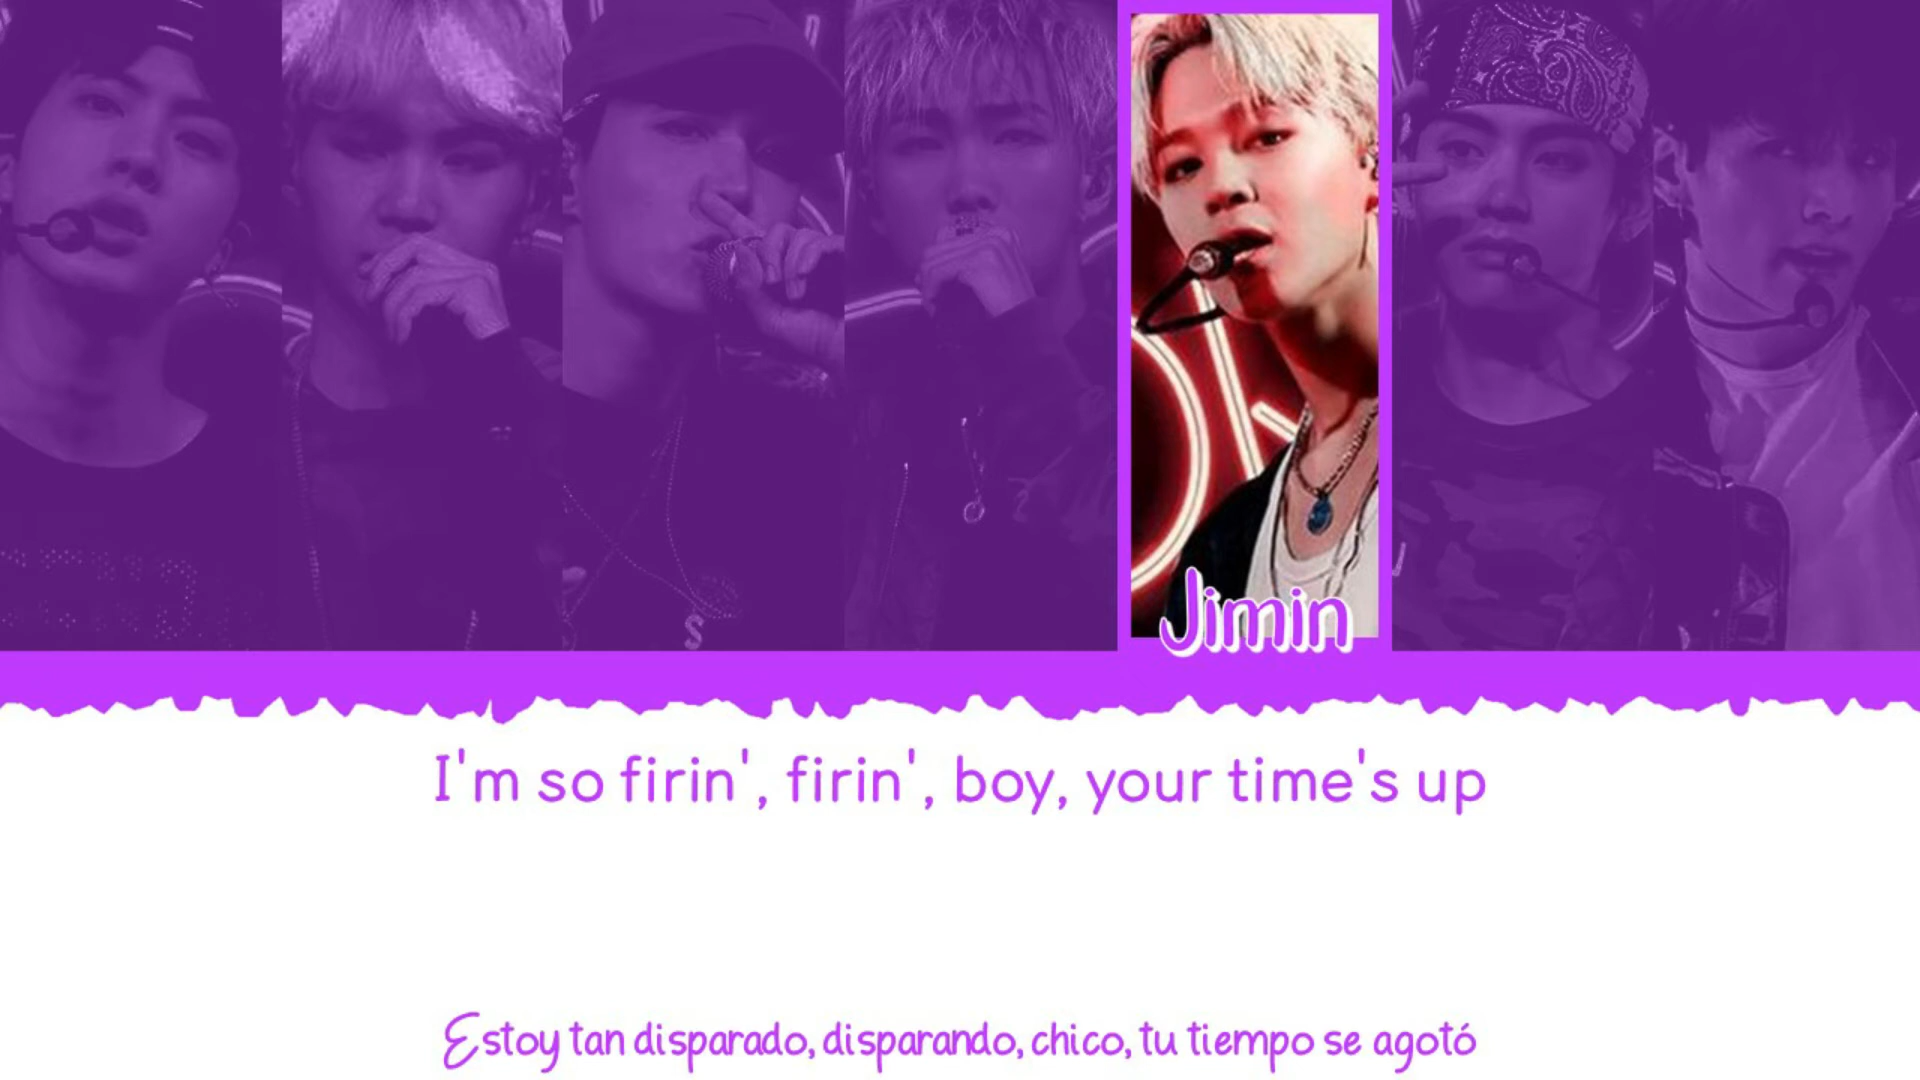 Jimin
I'm so firin', firin', boy, your time's up
Estoy tan disparado, disparando, chico, tu tiempo se agotó